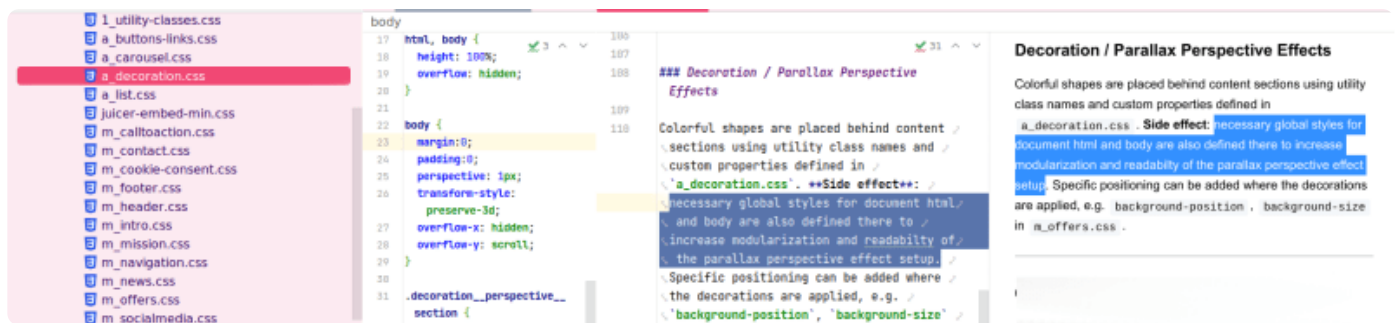 1_utility-classes.css
a_buttons-links.css
a_carousel.css
a_decoration.css
a_list.css
juicer-embed-min.css
m_calltoaction.css
m_contact.css
m_cookie-consent.css
m_footer.css
m_header.css
m_intro.css
m_mission.css
m_navigation.css
m_news.css
m_offers.css
m_socialmedia.css
body
3
17 html, body {
18 height: 100%;
19 overflow: hidden;
20 }
21
22 body {
23 margin:0;
24 padding:0;
25 perspective: 1px;
26 transform-style:
preserve-3d;
27 overflow-x: hidden;
28 overflow-y: scroll;
29 }
30
31 .decoration__perspective__
section {
31
106
107
108 ### Decoration / Parallax Perspective
Effects
109
110 Colorful shapes are placed behind content
sections using utility class names and
custom properties defined in
`a_decoration.css`. **Side effect**:
necessary global styles for document html
and body are also defined there to
increase modularization and readabilty of
the parallax perspective effect setup.
Specific positioning can be added where
the decorations are applied, e.g.
`background-position`, `background-size`
Decoration / Parallax Perspective Effects
Colorful shapes are placed behind content sections using utility
class names and custom properties defined in
a_decoration.css . Side effect: necessary global styles for
document html and body are also defined there to increase
modularization and readabilty of the parallax perspective effect
setup. Specific positioning can be added where the decorations
are applied, e.g. background-position , background-size
in m_offers.css .